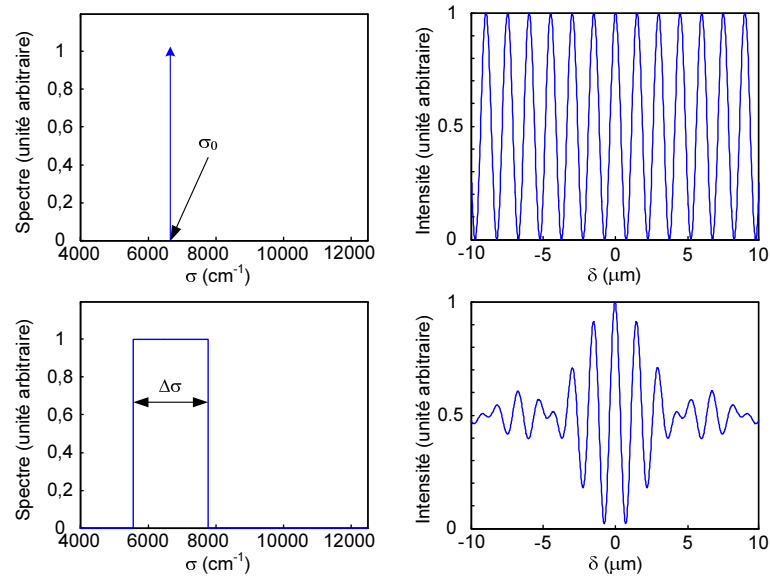 Spectre (unité arbitraire)
1
0,8
0,6
0,4
0,2
0
σ₀
4000 6000 8000 10000 12000
σ (cm⁻¹)
Intensité (unité arbitraire)
1
0.5
0
-10 -5 0 5 10
δ (μm)
Spectre (unité arbitraire)
1
0,8
0,6
0,4
0,2
0
Δσ
4000 6000 8000 10000 12000
σ (cm⁻¹)
Intensité (unité arbitraire)
1
0.5
0
-10 -5 0 5 10
δ (μm)